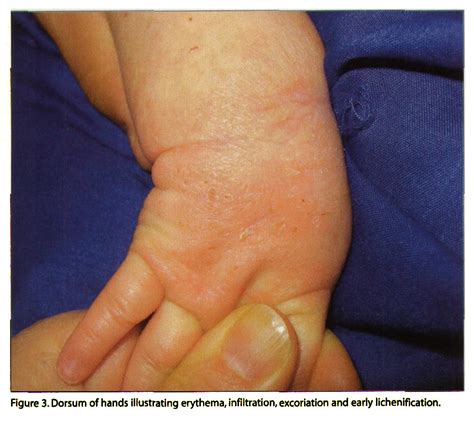 Figure 3. Dorsum of hands illustrating erythema, infiltration, excoriation and early lichenification.